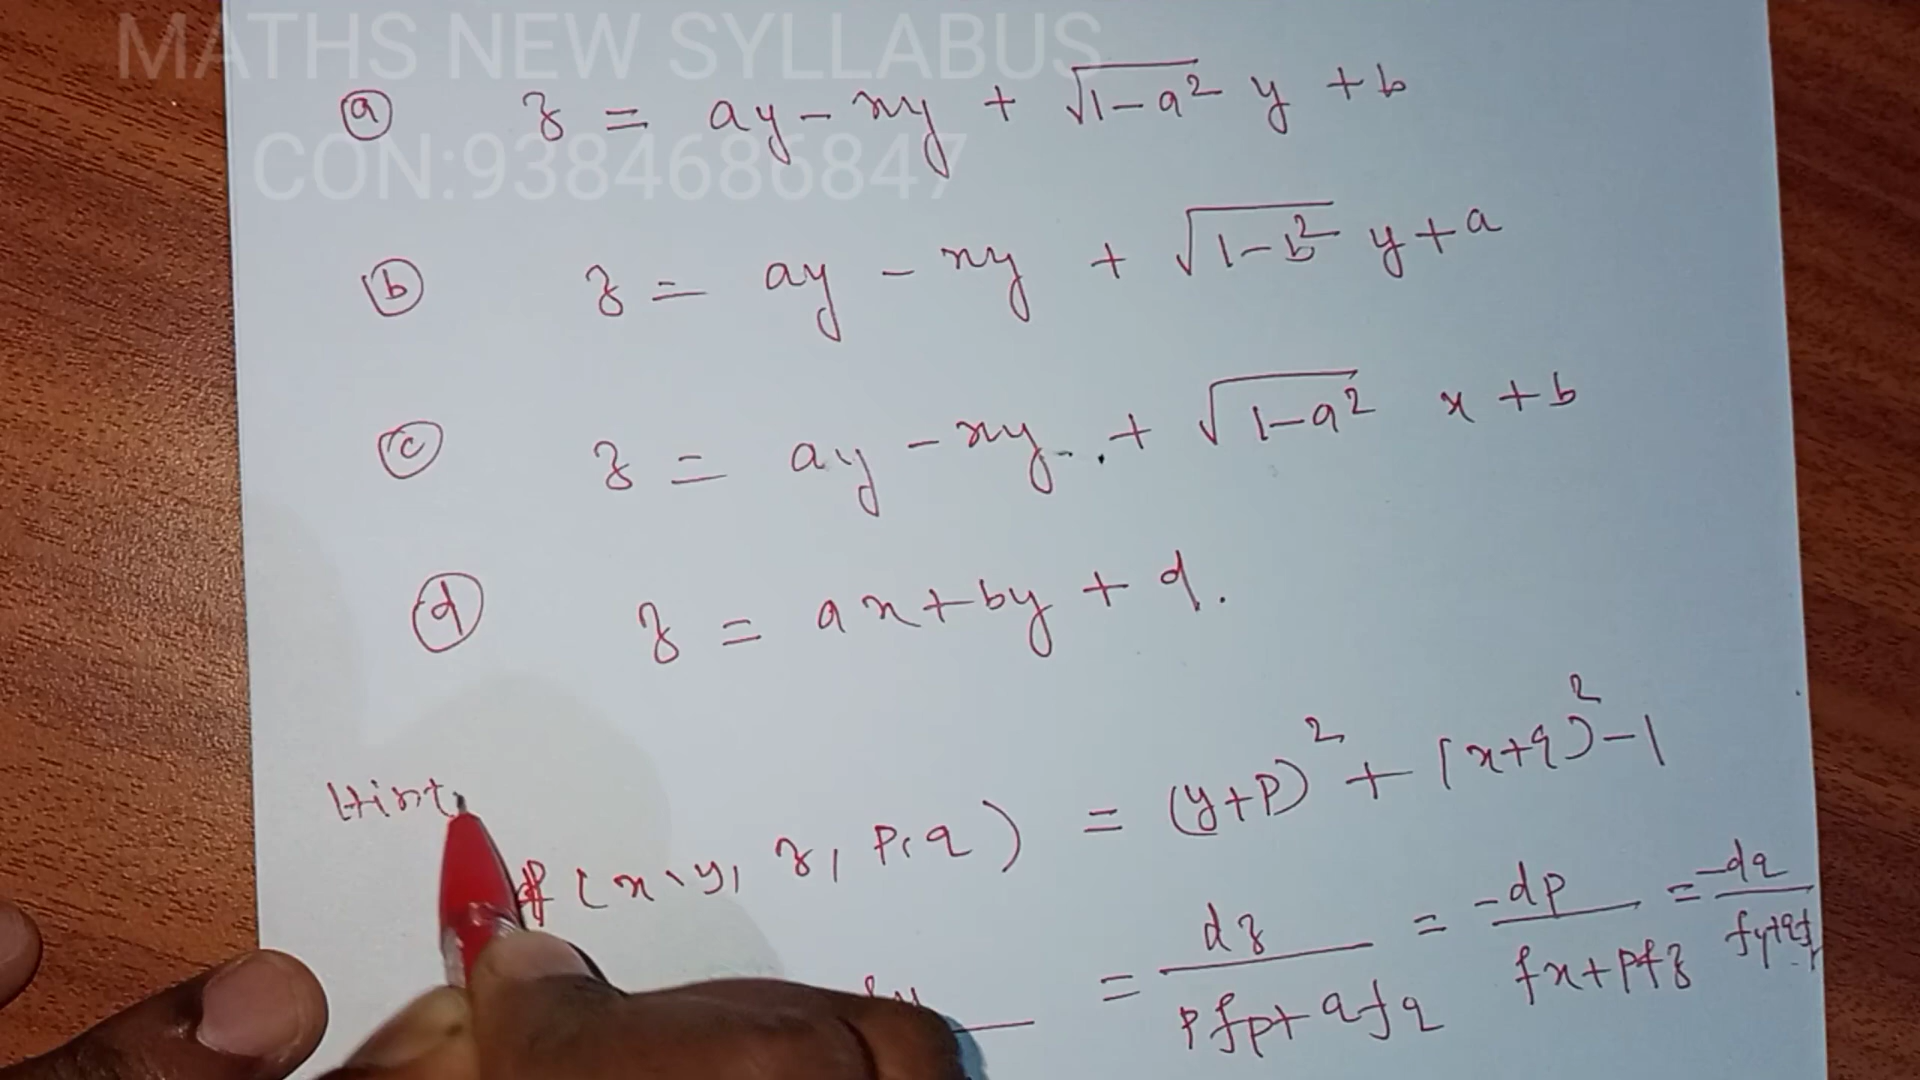 MATHS NEW SYLLABUS
CON:9384686847
(a) z = ay - xy + √1-a² y + b
(b) z = ay - xy + √1-b² y + a
(c) z = ay - xy + √1-a² x + b
(d) z = ax + by + d.
Hint
f(x, y, z, p, q) = (y+p)² + (x+q)² - 1
= dz / pfp + qfq = -dp / fx + pfz = -dq / fy + qfz